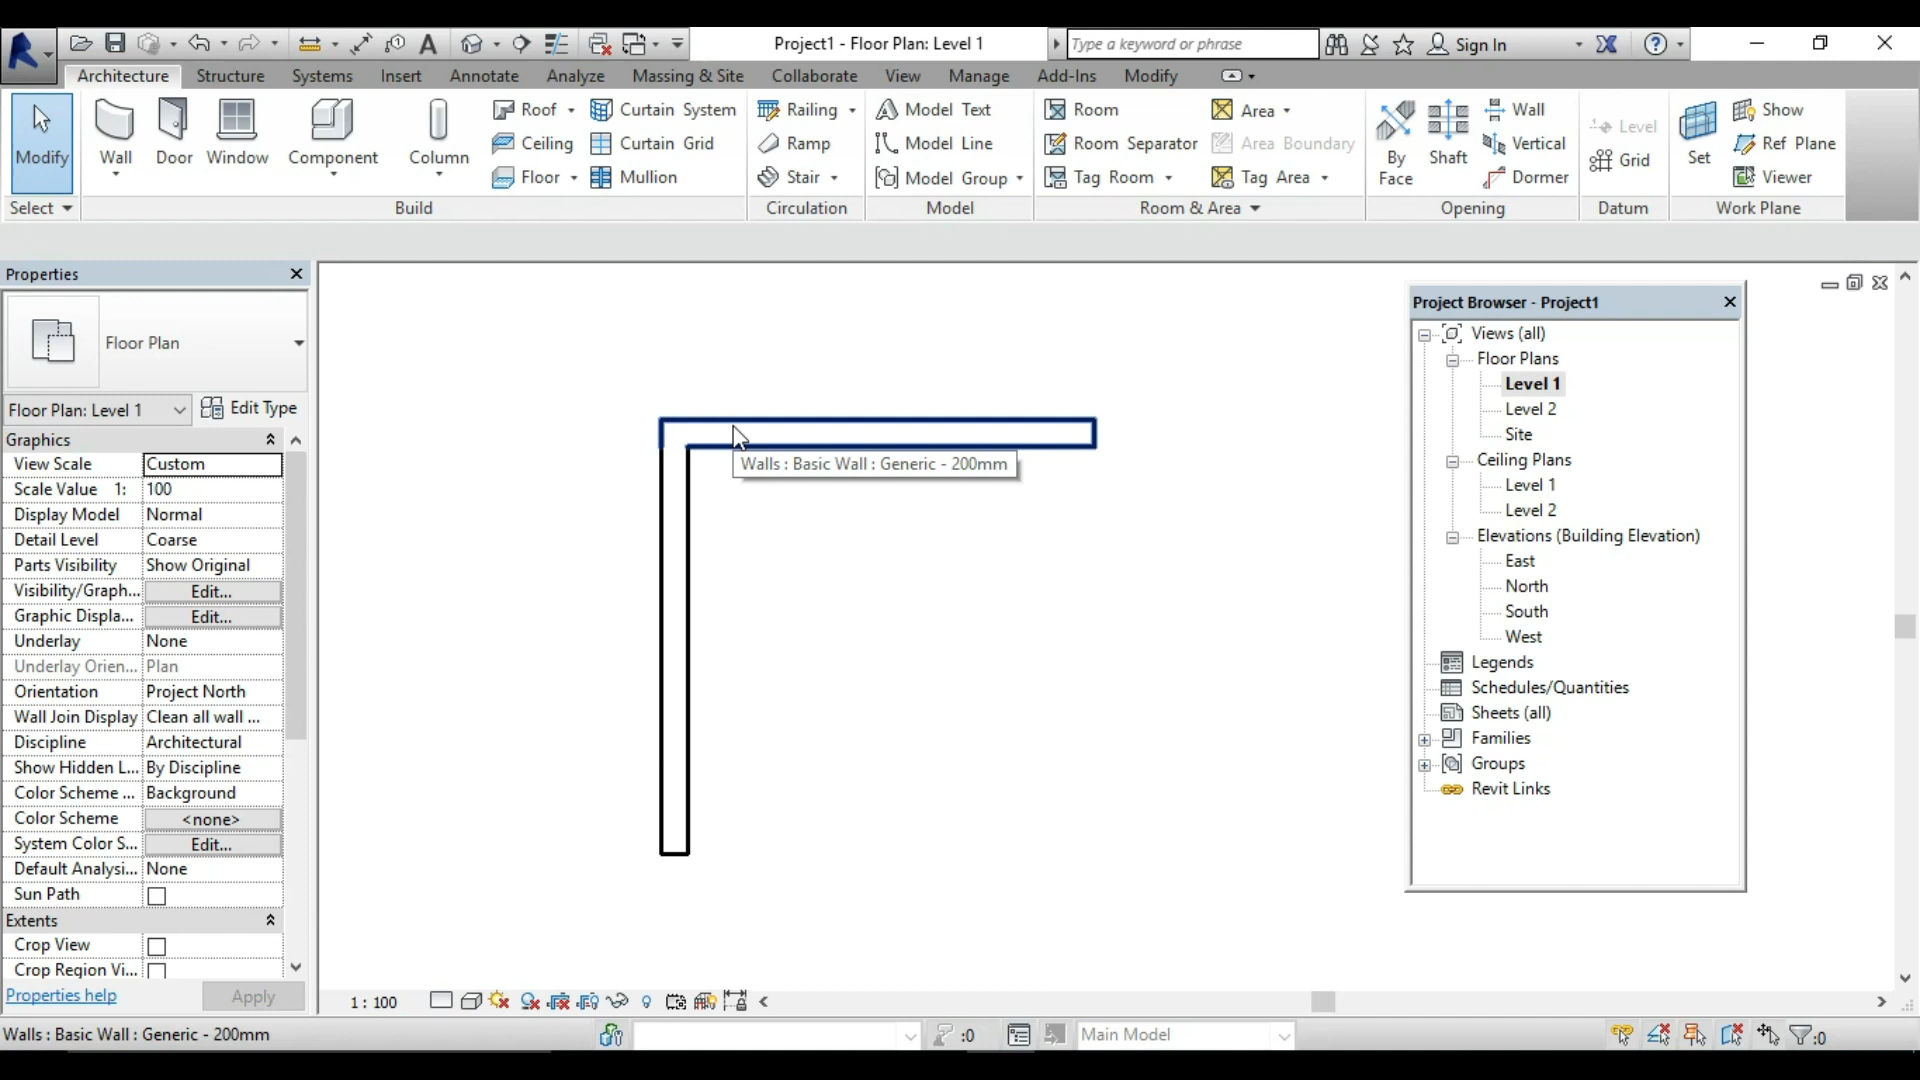 Project1 - Floor Plan: Level 1
Type a keyword or phrase
Sign In
Architecture Structure Systems Insert Annotate Analyze Massing & Site Collaborate View Manage Add-Ins Modify
Modify
Wall
Door
Window
Component
Column
Roof
Ceiling
Floor
Curtain System
Curtain Grid
Mullion
Railing
Ramp
Stair
Model Text
Model Line
Model Group
Room
Room Separator
Tag Room
Area
Area Boundary
Tag Area
By
Face
Shaft
Wall
Vertical
Dormer
Level
Grid
Set
Show
Ref Plane
Viewer
Select Build Circulation Model Room & Area Opening Datum Work Plane
Properties
Floor Plan
Floor Plan: Level 1 Edit Type
Graphics
View Scale Custom
Scale Value 1: 100
Display Model Normal
Detail Level Coarse
Parts Visibility Show Original
Visibility/Graph... Edit...
Graphic Displa... Edit...
Underlay None
Underlay Orien... Plan
Orientation Project North
Wall Join Display Clean all wall ...
Discipline Architectural
Show Hidden L... By Discipline
Color Scheme ... Background
Color Scheme <none>
System Color S... Edit...
Default Analysi... None
Sun Path
Extents
Crop View
Crop Region Vi...
Properties help Apply
Walls : Basic Wall : Generic - 200mm
Project Browser - Project1
Views (all)
Floor Plans
Level 1
Level 2
Site
Ceiling Plans
Level 1
Level 2
Elevations (Building Elevation)
East
North
South
West
Legends
Schedules/Quantities
Sheets (all)
Families
Groups
Revit Links
1 : 100
Walls : Basic Wall : Generic - 200mm
:0
Main Model
:0